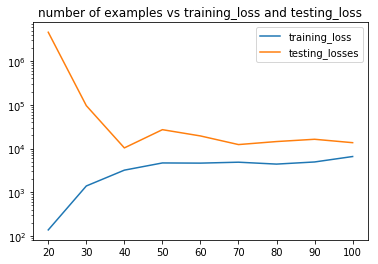 number of examples vs training_loss and testing_loss
training_loss
testing_losses
10^6
10^5
10^4
10^3
10^2
20 30 40 50 60 70 80 90 100